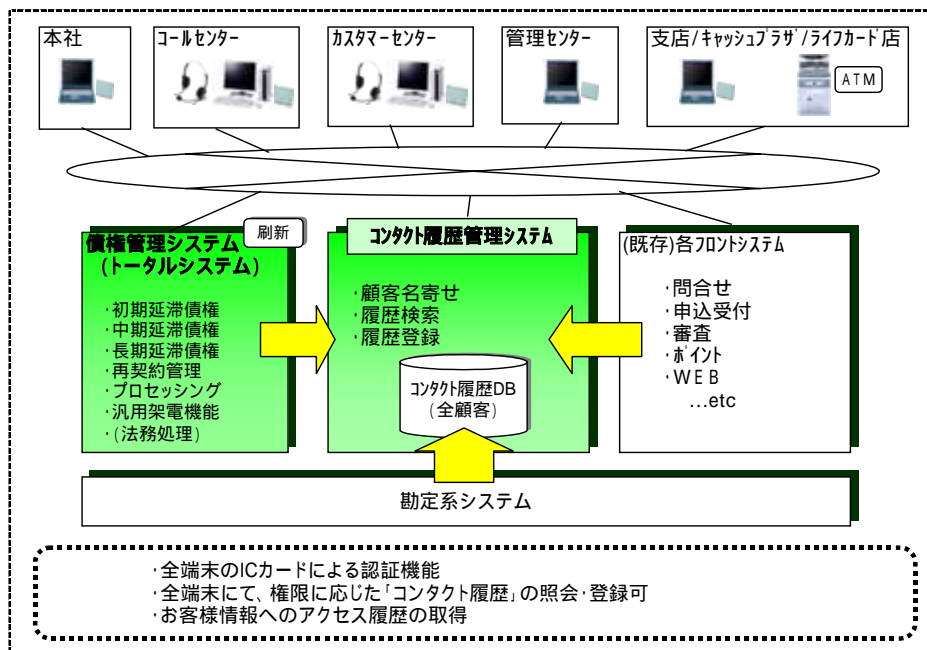 本社
コールセンター
カスタマーセンター
管理センター
支店/キャッシュプラザ/ライフカード店
ATM
債権管理システム
(トータルシステム)
刷新
・初期延滞債権
・中期延滞債権
・長期延滞債権
・再契約管理
・プロセッシング
・汎用架電機能
・(法務処理)
コンタクト履歴管理システム
・顧客名寄せ
・履歴検索
・履歴登録
コンタクト履歴DB
(全顧客)
(既存)各フロントシステム
・問合せ
・申込受付
・審査
・ポイント
・WEB
…etc
勘定系システム
・全端末のICカードによる認証機能
・全端末にて、権限に応じた「コンタクト履歴」の照会・登録可
・お客様情報へのアクセス履歴の取得